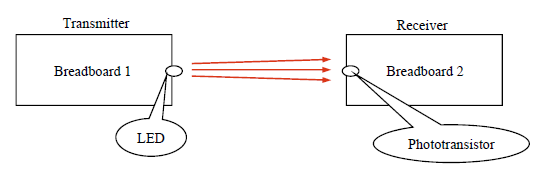 Transmitter
Receiver
Breadboard 1
Breadboard 2
LED
Phototransistor